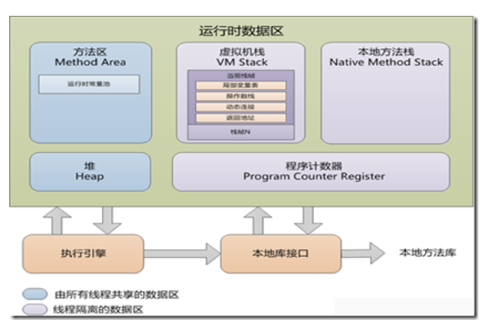 运行时数据区
方法区
Method Area
运行时常量池
虚拟机栈
VM Stack
当前栈帧
局部变量表
操作数栈
动态连接
返回地址
栈帧N
本地方法栈
Native Method Stack
堆
Heap
程序计数器
Program Counter Register
执行引擎
本地库接口
本地方法库
由所有线程共享的数据区
线程隔离的数据区